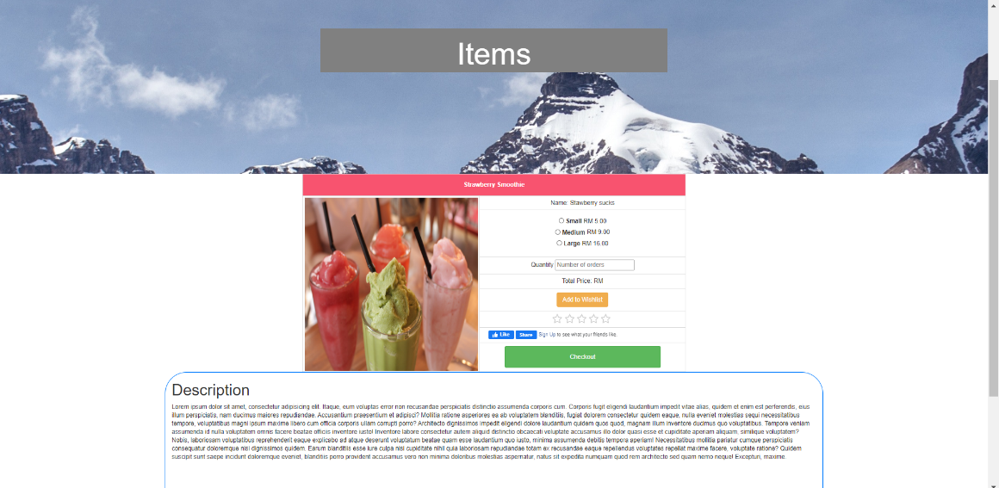 Items
Strawberry Smoothie
Name: Stawberry sucks
Small RM 5.00
Medium RM 9.00
Large RM 16.00
Quantity Number of orders
Total Price: RM
Add to Wishlist
Like Share Sign Up to see what your friends like.
Checkout
Description
Lorem ipsum dolor sit amet, consectetur adipisicing elit. Itaque, eum voluptas error non recusandae perspiciatis distinctio assumenda corporis cum. Corporis fugit eligendi laudantium impedit vitae alias, quidem et enim est perferendis, eius
illum perspiciatis, nam ducimus maiores repudiandae. Accusantium praesentium et adipisci? Mollitia ratione asperiores ea ab voluptatem blanditiis, fugiat dolorem consectetur quidem eaque, nulla eveniet molestias sequi necessitatibus
tempore, voluptatibus magni ipsum maxime libero cum officia corporis ullam corrupti porro? Architecto dignissimos impedit eligendi dolore laudantium quidem quos quod, magnam illum inventore ducimus quo voluptatibus. Tempore veniam
assumenda id nulla voluptatem omnis facere beatae officiis inventore iusto! Inventore labore consectetur autem aliquid distinctio obcaecati voluptate accusamus illo dolor quasi esse et cupiditate aperiam aliquam, similique voluptatem?
Nobis, laboriosam voluptatibus reprehenderit eaque explicabo ad atque deserunt voluptatum beatae quam esse laudantium quo iusto, minima assumenda debitis tempora aperiam! Necessitatibus mollitia pariatur cumque perspiciatis
consequatur doloremque nisi dignissimos quidem. Earum blanditiis esse iure culpa nisi cupiditate nihil quia laboriosam repudiandae totam ex recusandae eaque repellendus voluptates repellat maxime facere, voluptate ratione? Quidem
suscipit sunt saepe incidunt doloremque eveniet, blanditiis porro provident accusamus vero non minima doloribus molestias aspernatur, natus sit expedita numquam quod rem architecto sed quam nemo neque! Excepturi, maxime.